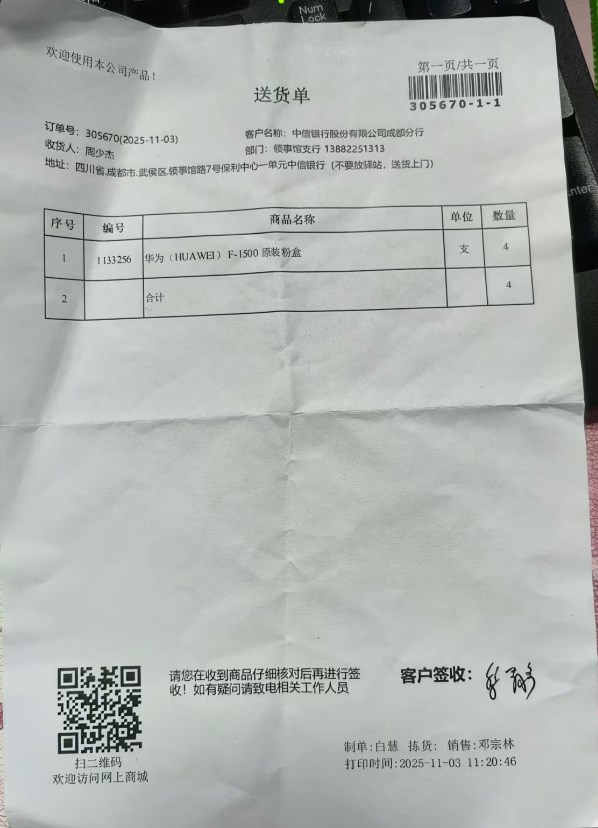 Num
Lock
Enter
欢迎使用本公司产品！
第一页/共一页
送货单
305670-1-1
订单号：305670(2025-11-03)
客户名称：中信银行股份有限公司成都分行
收货人：周少杰
部门：领事馆支行 13882251313
地址：四川省.成都市.武侯区.领事馆路7号保利中心一单元中信银行（不要放驿站，送货上门）
序号 编号 商品名称 单位 数量
1 1133256 华为（HUAWEI） F-1500 原装粉盒 支 4
2 合计 4
请您在收到商品仔细核对后再进行签
收！如有疑问请致电相关工作人员
客户签收：
扫二维码
欢迎访问网上商城
制单:白慧 拣货: 销售:邓宗林
打印时间:2025-11-03 11:20:46